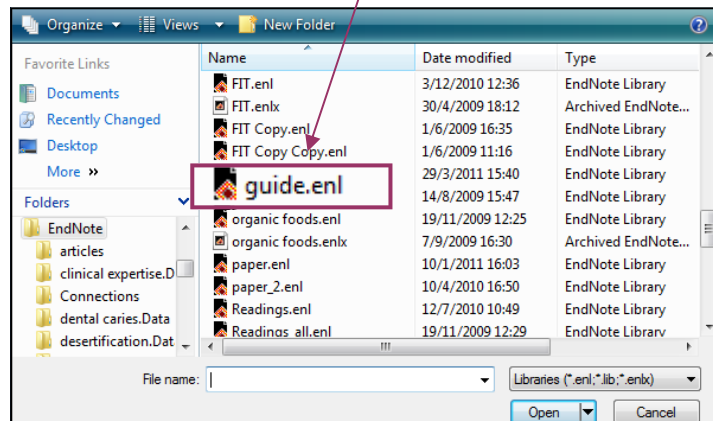 Organize Views New Folder
Favorite Links
Documents
Recently Changed
Desktop
More »
Folders
EndNote
articles
clinical expertise.D
Connections
dental caries.Data
desertification.Dat
Name Date modified Type
FIT.enl 3/12/2010 12:36 EndNote Library
FIT.enlx 30/4/2009 18:12 Archived EndNote...
FIT Copy.enl 1/6/2009 16:35 EndNote Library
FIT Copy Copy.enl 1/6/2009 11:16 EndNote Library
guide.enl 29/3/2011 15:40 EndNote Library
14/8/2009 15:47 EndNote Library
organic foods.enl 19/11/2009 12:25 EndNote Library
organic foods.enlx 7/9/2009 16:30 Archived EndNote...
paper.enl 10/1/2011 16:03 EndNote Library
paper_2.enl 10/4/2010 16:50 EndNote Library
Readings.enl 12/7/2010 10:49 EndNote Library
Readings_all.enl 19/11/2009 12:29 EndNote Library
File name: Libraries (*.enl;*.lib;*.enlx)
Open Cancel